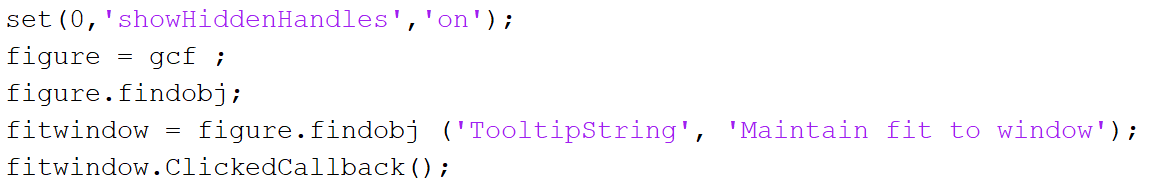 set(0,'showHiddenHandles','on');
figure = gcf ;
figure.findobj;
fitwindow = figure.findobj ('TooltipString', 'Maintain fit to window');
fitwindow.ClickedCallback();